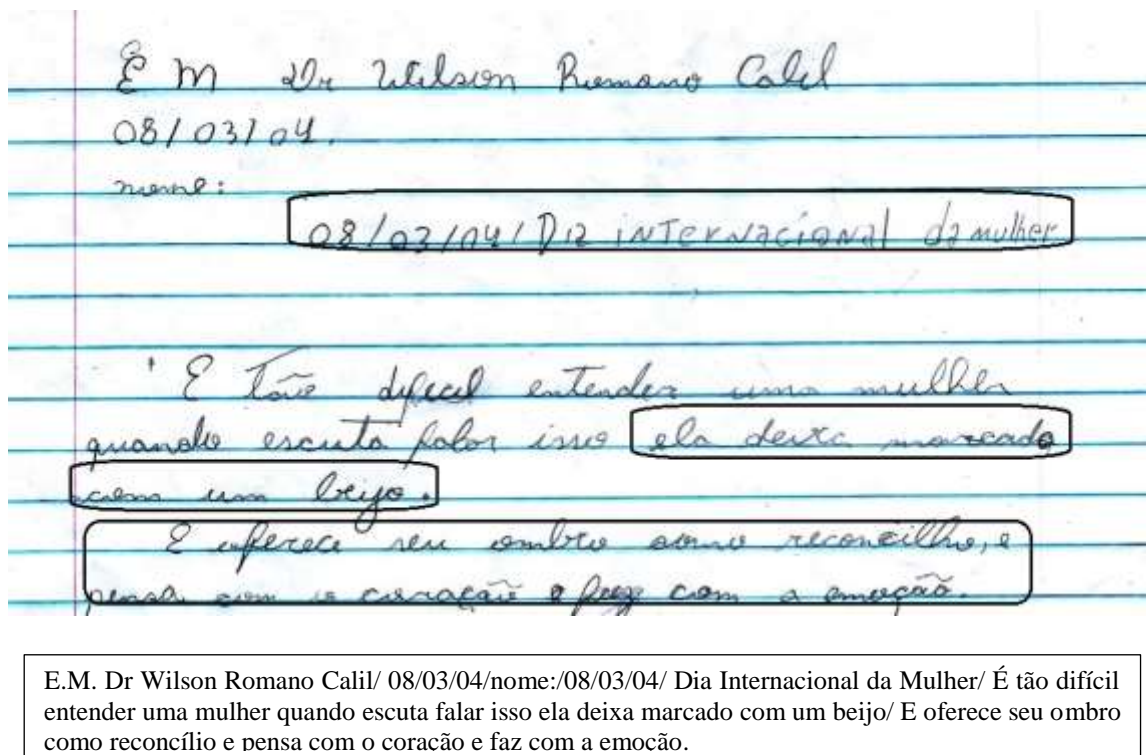 E M Dr Wilson Romano Calil
08/03/04.
nome:
08/03/04/ Dia internacional da mulher
E tão dificil entender uma mulher
quando escuta falar isso ela deixa marcado
com um beijo.
E oferece seu ombro como reconcilho, e
pensa com o coração e faz com a emoção.
E.M. Dr Wilson Romano Calil/ 08/03/04/nome:/08/03/04/ Dia Internacional da Mulher/ É tão difícil
entender uma mulher quando escuta falar isso ela deixa marcado com um beijo/ E oferece seu ombro
como reconcílio e pensa com o coração e faz com a emoção.